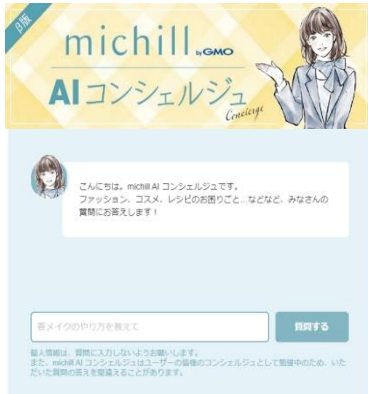 β版
michill byGMO
AIコンシェルジュ
Concierge
こんにちは。michill AI コンシェルジュです。
ファッション、コスメ、レシピのお困りごと…などなど、みなさんの
質問にお答えします！
春メイクのやり方を教えて
質問する
個人情報は、質問に入力しないようお願いします。
また、michill AI コンシェルジュはユーザーの皆様のコンシェルジュとして勉強中のため、いた
だいた質問の答えを間違えることがあります。